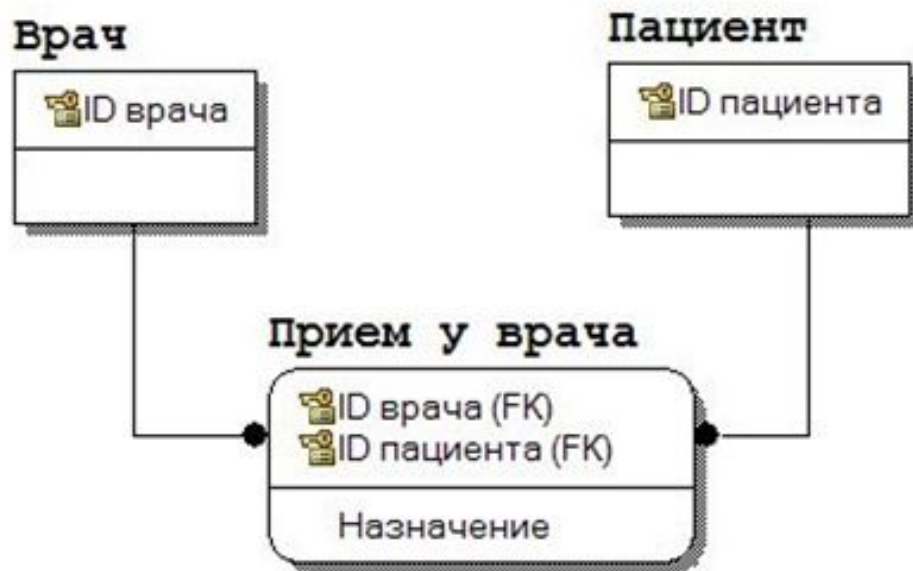 Врач
ID врача
Пациент
ID пациента
Прием у врача
ID врача (FK)
ID пациента (FK)
Назначение